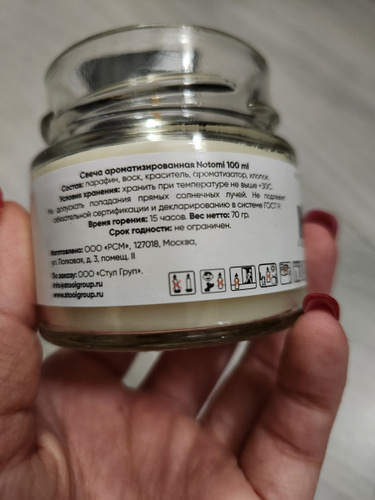 Свеча ароматизированная Notomi 100 ml
Состав: парафин, воск, краситель, ароматизатор, хлопок.
Условия хранения: хранить при температуре не выше +30С.
Не допускать попадания прямых солнечных лучей. Не подлежит
обязательной сертификации и декларированию в системе ГОСТ Р.
Время горения: 15 часов. Вес нетто: 70 гр.
Срок годности: не ограничен.
Изготовлено: ООО «РСМ», 127018, Москва,
ул. Полковая, д. 3, помещ. II
По заказу: ООО «Стул Груп».
info@stoolgroup.ru
www.stoolgroup.ru